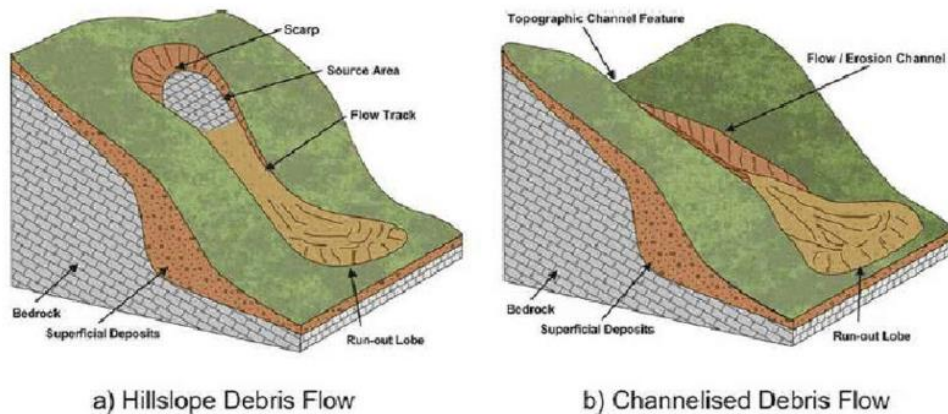 Scarp
Source Area
Flow Track
Bedrock
Superficial Deposits
Run-out Lobe
a) Hillslope Debris Flow
Topographic Channel Feature
Flow / Erosion Channel
Bedrock
Superficial Deposits
Run-out Lobe
b) Channelised Debris Flow